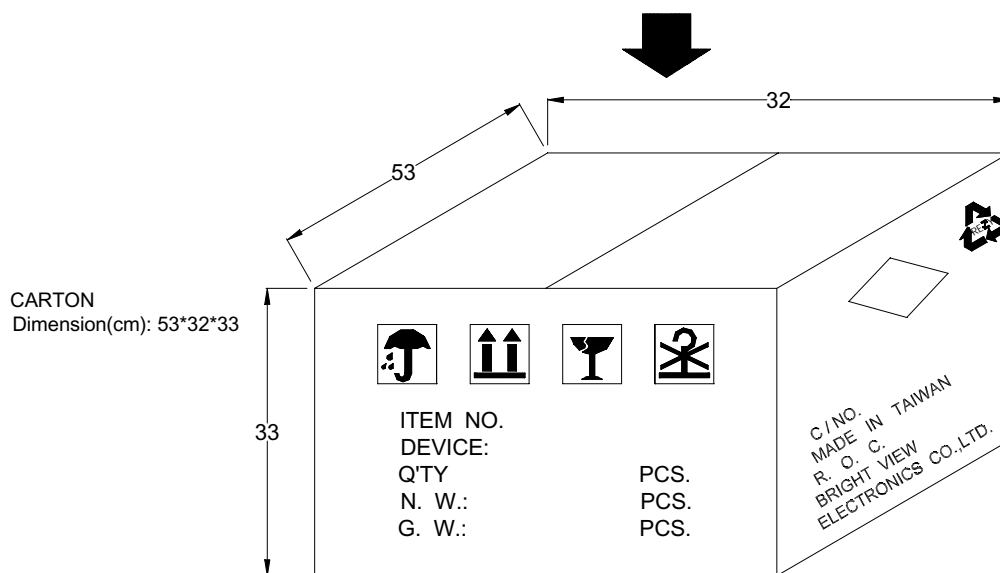 32
53
CARTON
Dimension(cm): 53*32*33
33
ITEM NO.
DEVICE:
Q'TY PCS.
N. W.: PCS.
G. W.: PCS.
C / NO.
MADE IN TAIWAN
R. O. C.
BRIGHT VIEW
ELECTRONICS CO.,LTD.